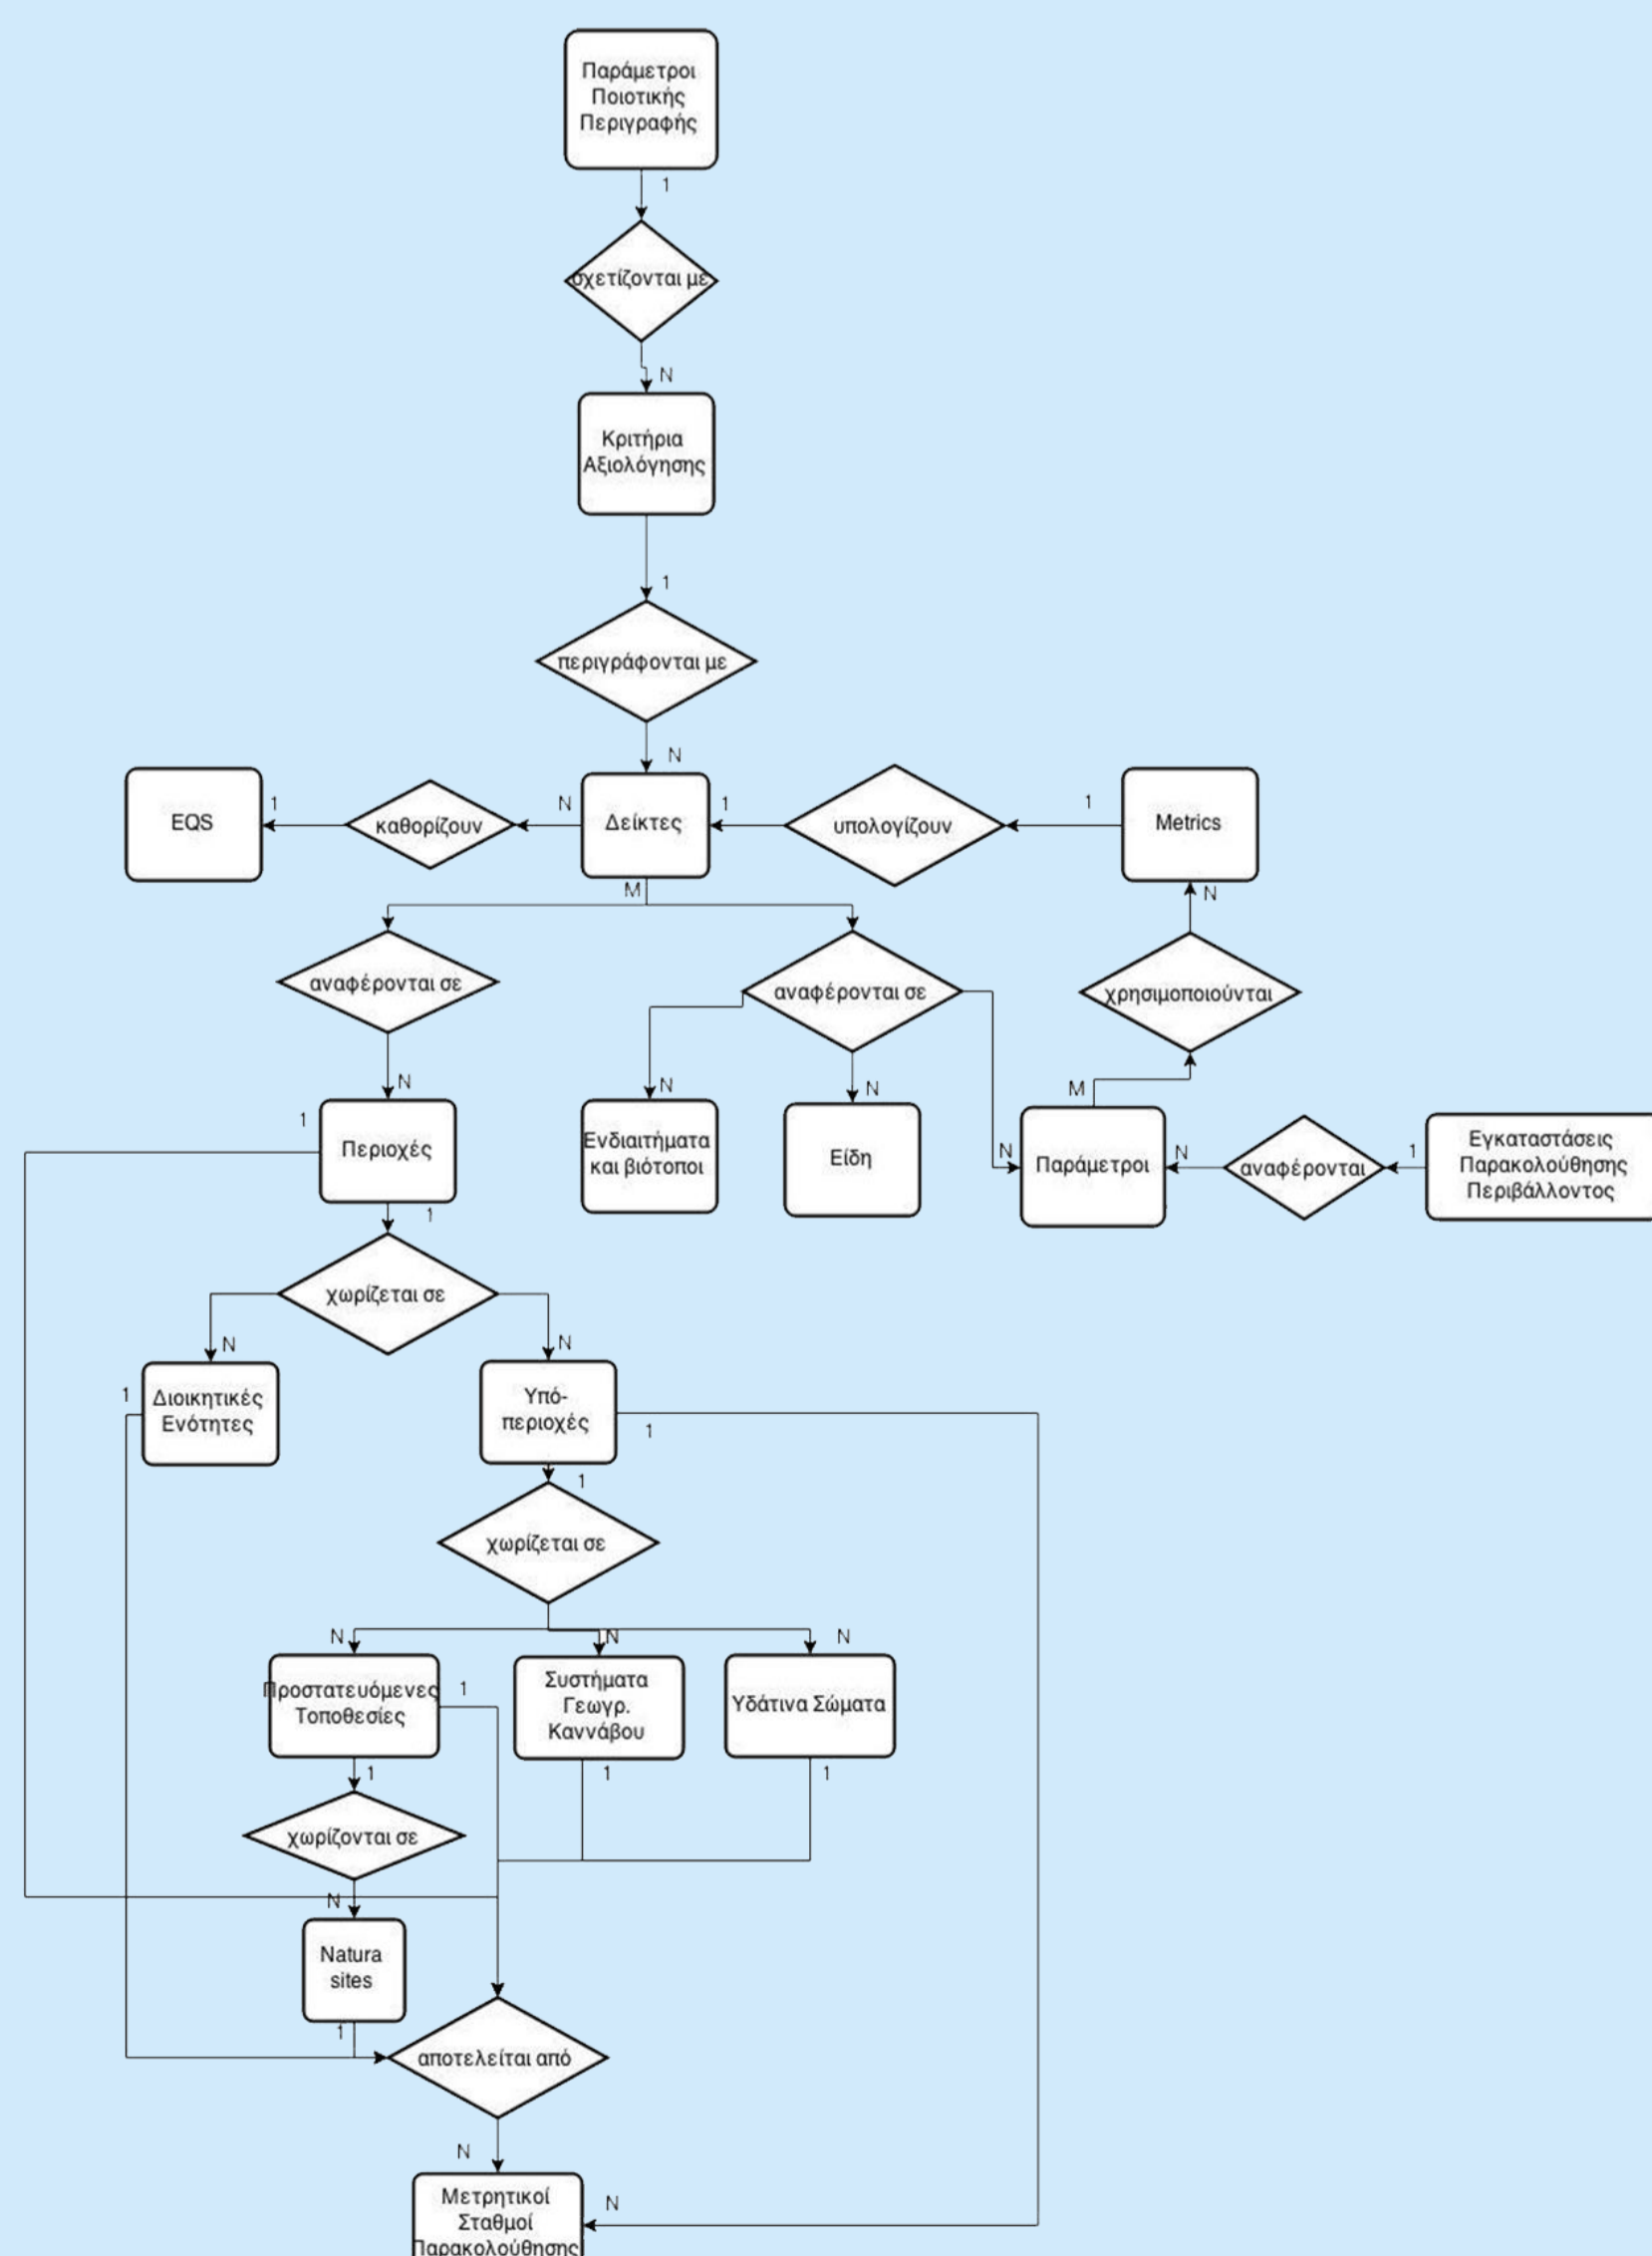 Παράμετροι
Ποιοτικής
Περιγραφής
1
σχετίζονται με
N
Κριτήρια
Αξιολόγησης
1
περιγράφονται με
N
EQS
1
καθορίζουν
N
Δείκτες
1
υπολογίζουν
1
Metrics
M
N
αναφέρονται σε
αναφέρονται σε
χρησιμοποιούνται
N
N
N
M
1
Περιοχές
Ενδιαιτήματα
και βιότοποι
Είδη
N
Παράμετροι
N
αναφέρονται
1
Εγκαταστάσεις
Παρακολούθησης
Περιβάλλοντος
1
χωρίζεται σε
N
N
1
Διοικητικές
Ενότητες
Υπό-
περιοχές
1
1
χωρίζεται σε
N
N
N
Προστατευόμενες
Τοποθεσίες
1
Συστήματα
Γεωγρ.
Καννάβου
Υδάτινα Σώματα
1
1
1
χωρίζονται σε
N
Natura
sites
1
αποτελείται από
N
Μετρητικοί
Σταθμοί
Παρακολούθησης
N